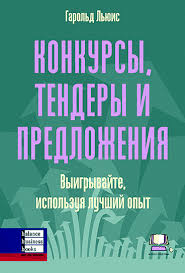 Гарольд Льюис
КОНКУРСЫ,
ТЕНДЕРЫ И
ПРЕДЛОЖЕНИЯ
Выигрывайте,
используя лучший опыт
Balance
Business
Books